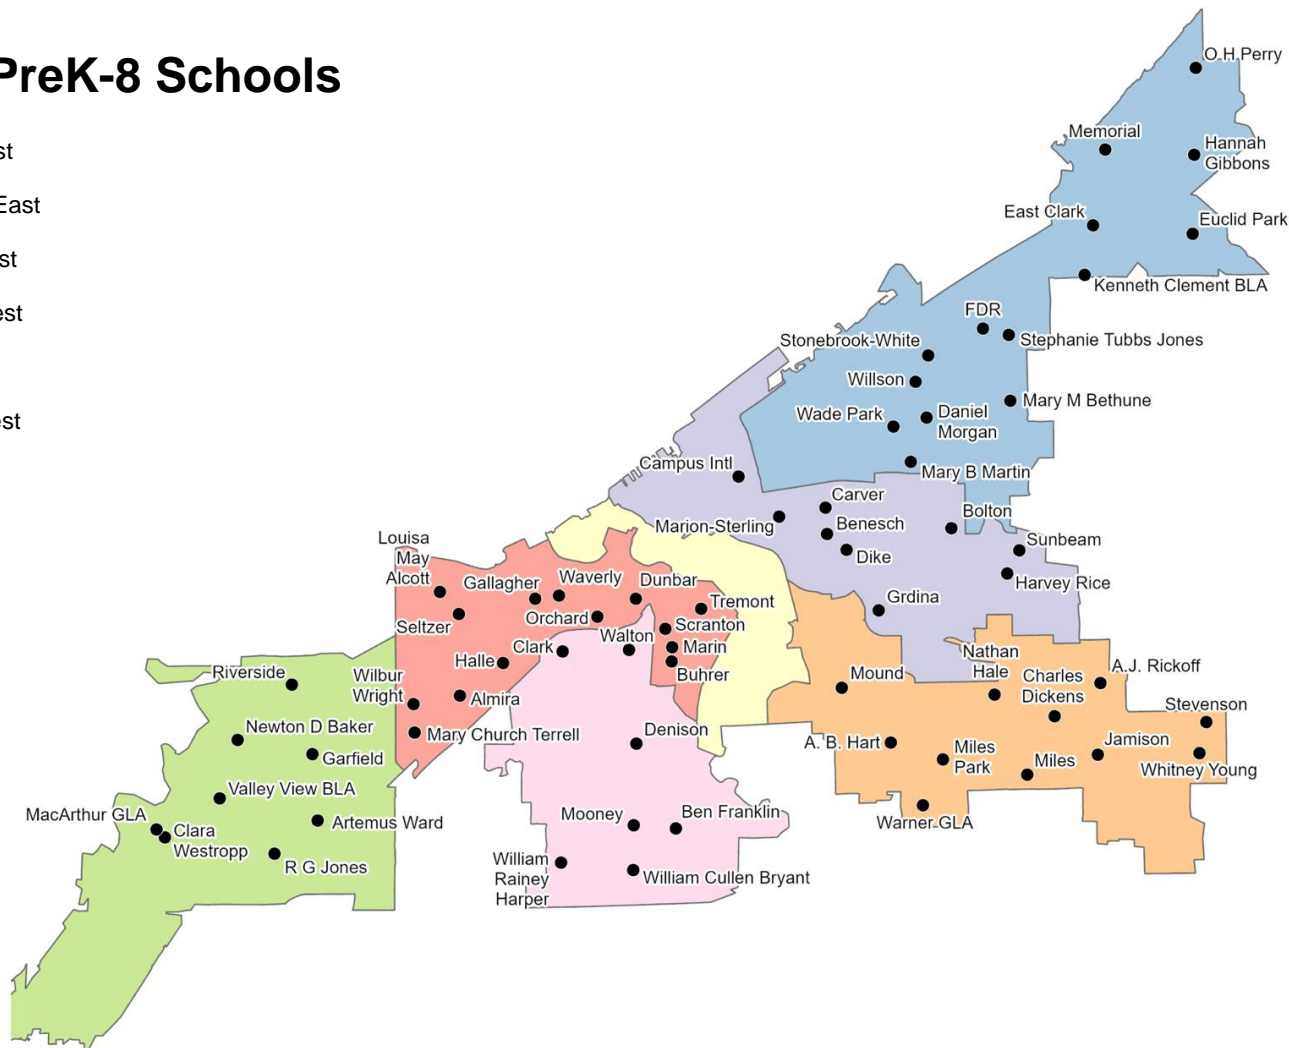 PreK-8 Schools
st
East
st
est
est
O H Perry
Memorial
Hannah
Gibbons
East Clark
Euclid Park
Kenneth Clement BLA
FDR
Stephanie Tubbs Jones
Stonebrook-White
Willson
Mary M Bethune
Wade Park
Daniel
Morgan
Campus Intl
Mary B Martin
Carver
Marion-Sterling
Benesch
Bolton
Dike
Sunbeam
Harvey Rice
Grdina
Louisa
May
Alcott
Gallagher
Waverly
Dunbar
Tremont
Seltzer
Orchard
Scranton
Walton
Clark
Marin
Halle
Buhrer
Wilbur
Wright
Almira
Mary Church Terrell
Denison
Riverside
Newton D Baker
Garfield
Valley View BLA
MacArthur GLA
Clara
Westropp
Artemus Ward
R G Jones
Mooney
Ben Franklin
William
Rainey
Harper
William Cullen Bryant
Nathan
Hale
Mound
Charles
Dickens
A.J. Rickoff
Stevenson
A. B. Hart
Miles
Park
Miles
Jamison
Whitney Young
Warner GLA